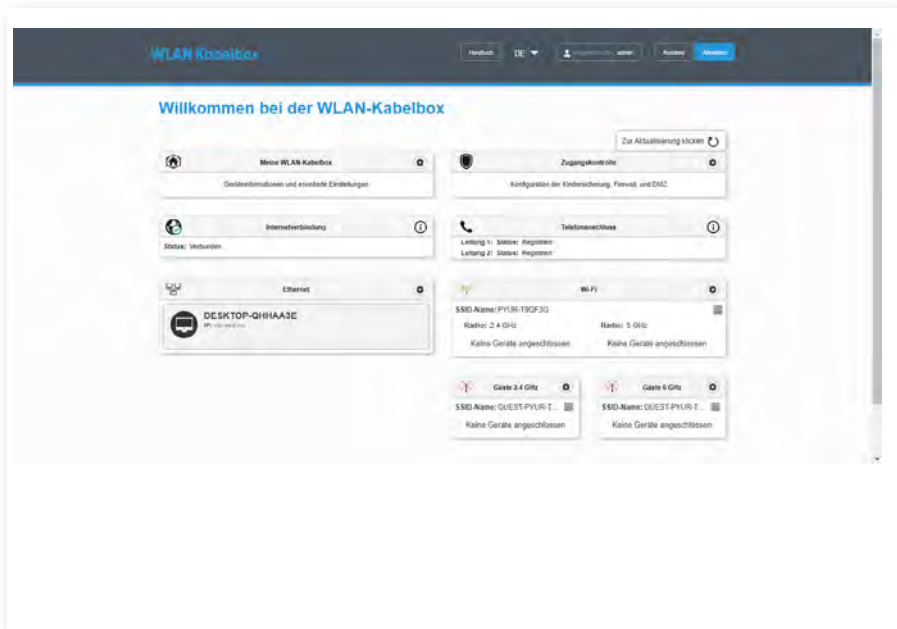 WLAN Kabelbox
Handbuch DE admin
Willkommen bei der WLAN-Kabelbox
Zur Aktualisierung klicken
Meine WLAN-Kabelbox
Geräteinformationen und erweiterte Einstellungen
Zugangskontrolle
Konfiguration der Kindersicherung, Firewall, und DMZ
Internetverbindung
Status: Verbunden
Telefonanschluss
Leitung 1: Status: Registriert
Leitung 2: Status: Registriert
Ethernet
DESKTOP-QHHAA3E
Wi-Fi
SSID-Name: PYUR-T9QF3G
Radio: 2.4 GHz Radio: 5 GHz
Keine Geräte angeschlossen Keine Geräte angeschlossen
Gäste 2.4 GHz Gäste 5 GHz
SSID-Name: GUEST-PYUR-T... SSID-Name: GUEST-PYUR-T...
Keine Geräte angeschlossen Keine Geräte angeschlossen